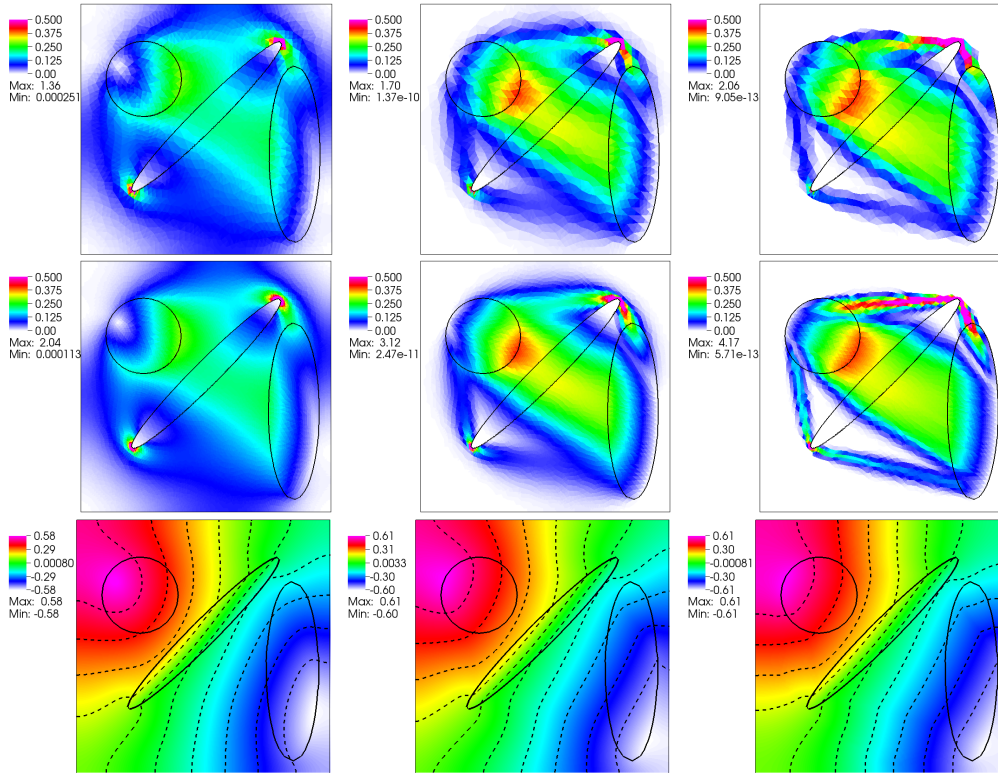 0.500
0.375
0.250
0.125
0.00
Max: 1.36
Min: 0.000251
0.500
0.375
0.250
0.125
0.00
Max: 1.70
Min: 1.37e-10
0.500
0.375
0.250
0.125
0.00
Max: 2.06
Min: 9.05e-13
0.500
0.375
0.250
0.125
0.00
Max: 2.04
Min: 0.000113
0.500
0.375
0.250
0.125
0.00
Max: 3.12
Min: 2.47e-11
0.500
0.375
0.250
0.125
0.00
Max: 4.17
Min: 5.71e-13
0.58
0.29
0.00080
-0.29
-0.58
Max: 0.58
Min: -0.58
0.61
0.31
0.0033
-0.30
-0.60
Max: 0.61
Min: -0.60
0.61
0.30
-0.00081
-0.30
-0.61
Max: 0.61
Min: -0.61